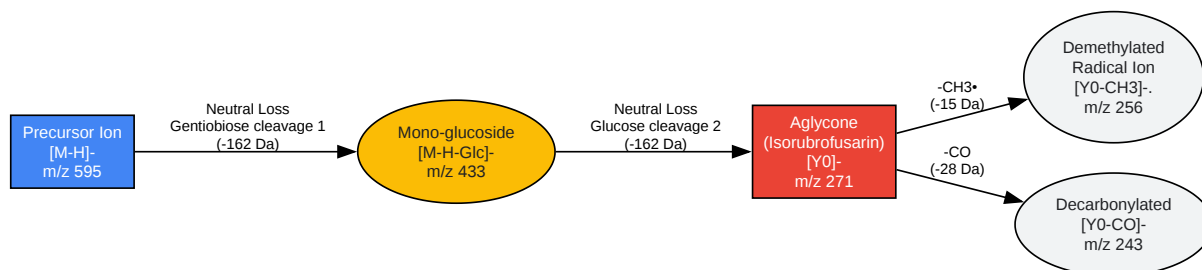 Precursor Ion
[M-H]-
m/z 595
Neutral Loss
Gentiobiose cleavage 1
(-162 Da)
Mono-glucoside
[M-H-Glc]-
m/z 433
Neutral Loss
Glucose cleavage 2
(-162 Da)
Aglycone
(Isorubrofusarin)
[Y0]-
m/z 271
-CH3•
(-15 Da)
Demethylated
Radical Ion
[Y0-CH3]-.
m/z 256
-CO
(-28 Da)
Decarbonylated
[Y0-CO]-
m/z 243